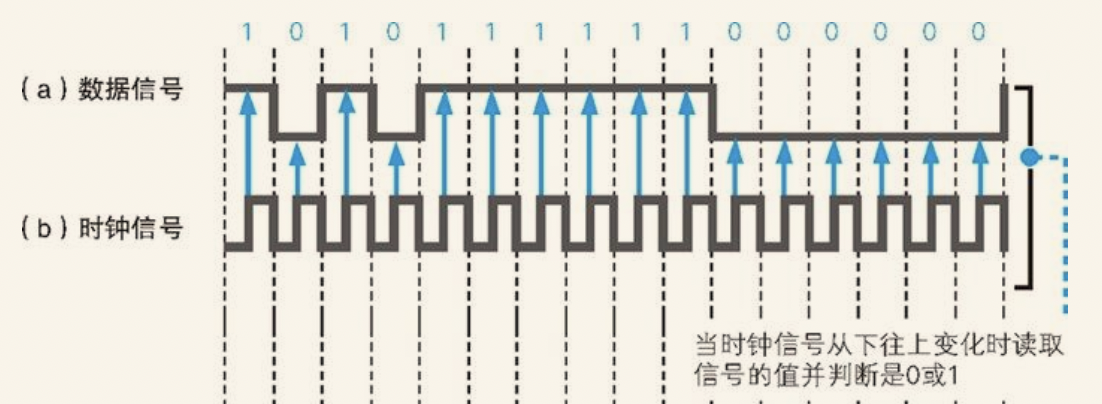 1 0 1 0 1 1 1 1 1 1 0 0 0 0 0 0
(a)数据信号
(b)时钟信号
当时钟信号从下往上变化时读取
信号的值并判断是0或1